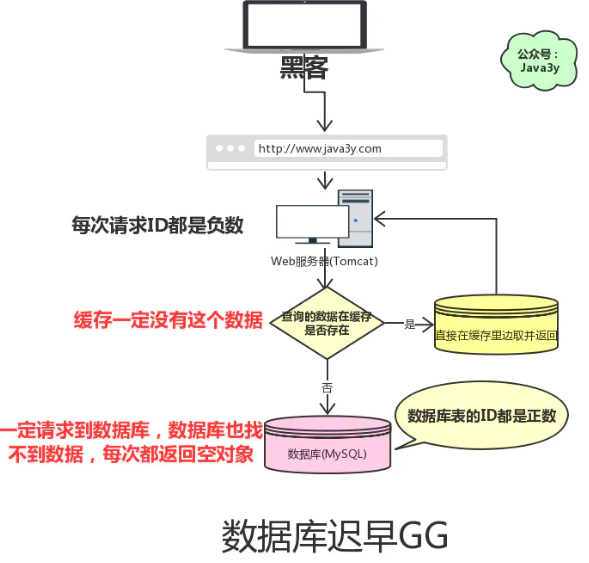 黑客
公众号：
Java3y
http://www.java3y.com
每次请求ID都是负数
Web服务器(Tomcat)
缓存一定没有这个数据
查询的数据在缓存
是否存在
是
直接在缓存里边取并返回
否
一定请求到数据库，数据库也找
不到数据，每次都返回空对象
数据库(MySQL)
数据库表的ID都是正数
数据库迟早GG